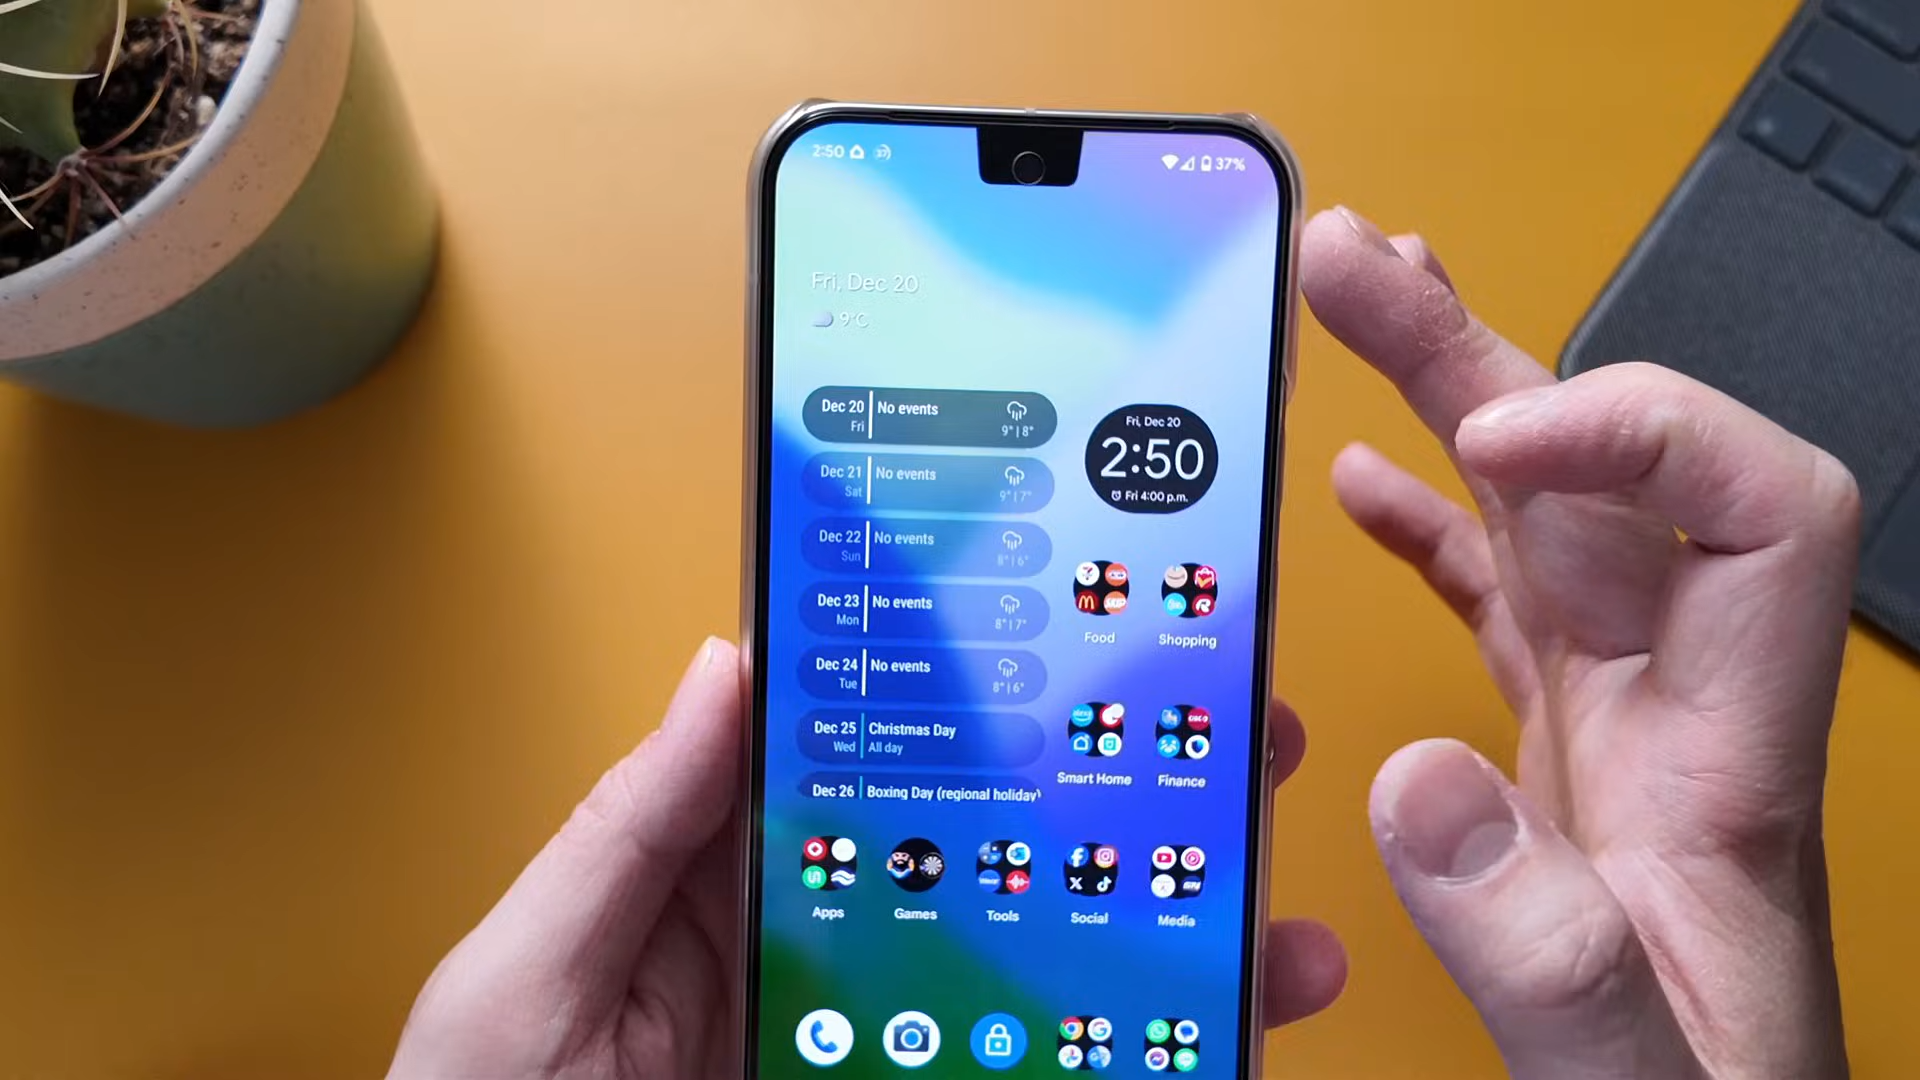 2:50
37%
Fri, Dec 20
9°C
Dec 20
Fri
No events
9° | 8°
Dec 21
Sat
No events
9° | 7°
Dec 22
Sun
No events
8° | 6°
Dec 23
Mon
No events
8° | 7°
Dec 24
Tue
No events
8° | 6°
Dec 25
Wed
Christmas Day
All day
Dec 26
Boxing Day (regional holiday)
Fri, Dec 20
2:50
Fri 4:00 p.m.
Food
Shopping
Smart Home
Finance
Apps
Games
Tools
Social
Media